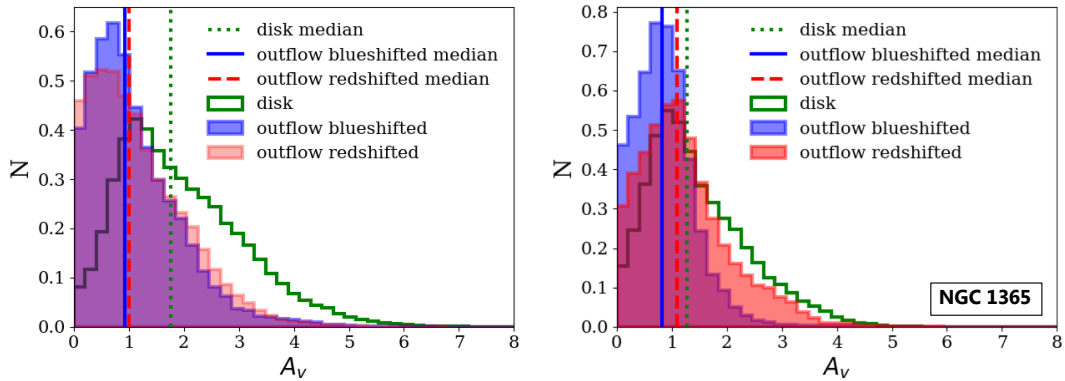 disk median
outflow blueshifted median
outflow redshifted median
disk
outflow blueshifted
outflow redshifted
N
0.6
0.5
0.4
0.3
0.2
0.1
0.0
0 1 2 3 4 5 6 7 8
Av
disk median
outflow blueshifted median
outflow redshifted median
disk
outflow blueshifted
outflow redshifted
NGC 1365
N
0.8
0.7
0.6
0.5
0.4
0.3
0.2
0.1
0.0
0 1 2 3 4 5 6 7 8
Av